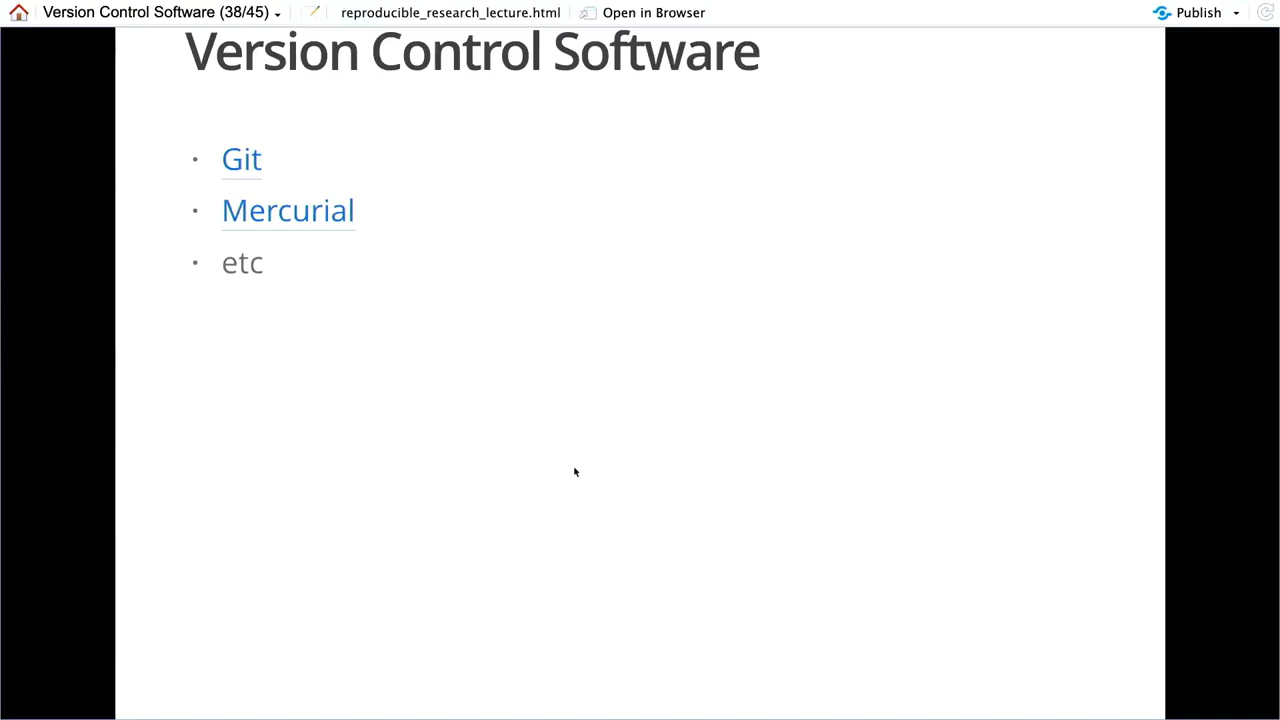 Version Control Software (38/45) reproducible_research_lecture.html Open in Browser Publish
Version Control Software
· Git
· Mercurial
· etc